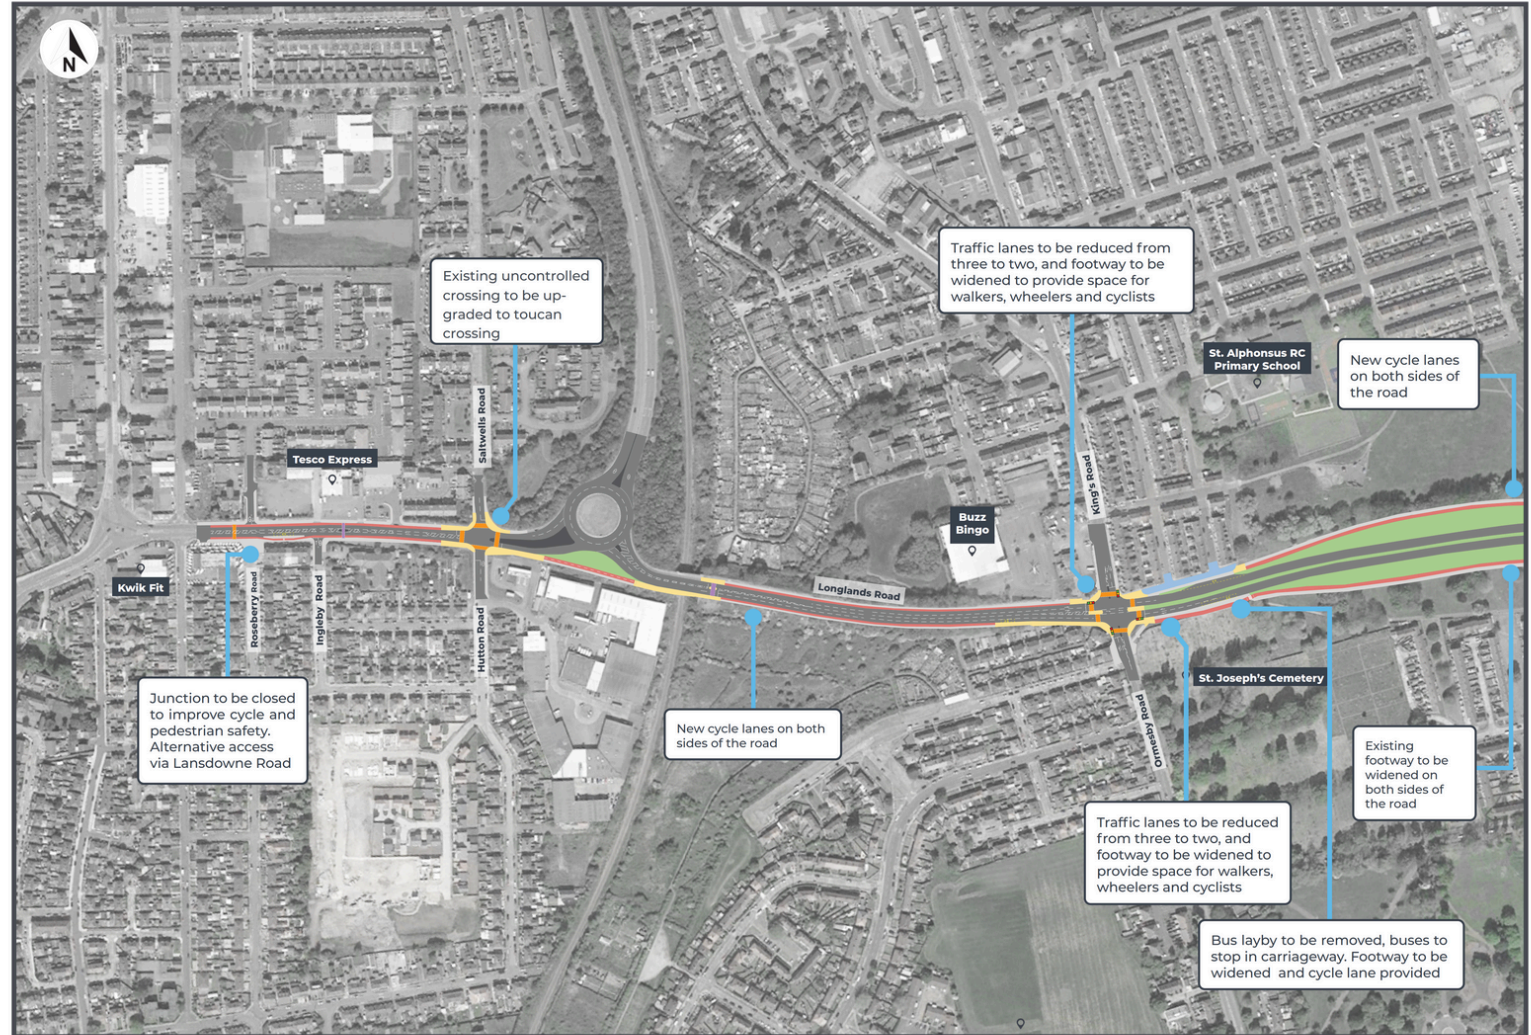 N
Traffic lanes to be reduced from
three to two, and footway to be
widened to provide space for
walkers, wheelers and cyclists
Existing uncontrolled
crossing to be up-
graded to toucan
crossing
St. Alphonsus RC
Primary School
New cycle lanes
on both sides of
the road
Saltwells Road
Tesco Express
King's Road
Buzz
Bingo
Kwik Fit
Roseberry Road
Ingleby Road
Hutton Road
Longlands Road
St. Joseph's Cemetery
Ormesby Road
Junction to be closed
to improve cycle and
pedestrian safety.
Alternative access
via Lansdowne Road
New cycle lanes on both
sides of the road
Existing
footway to be
widened on
both sides of
the road
Traffic lanes to be reduced
from three to two, and
footway to be widened to
provide space for walkers,
wheelers and cyclists
Bus layby to be removed, buses to
stop in carriageway. Footway to be
widened and cycle lane provided